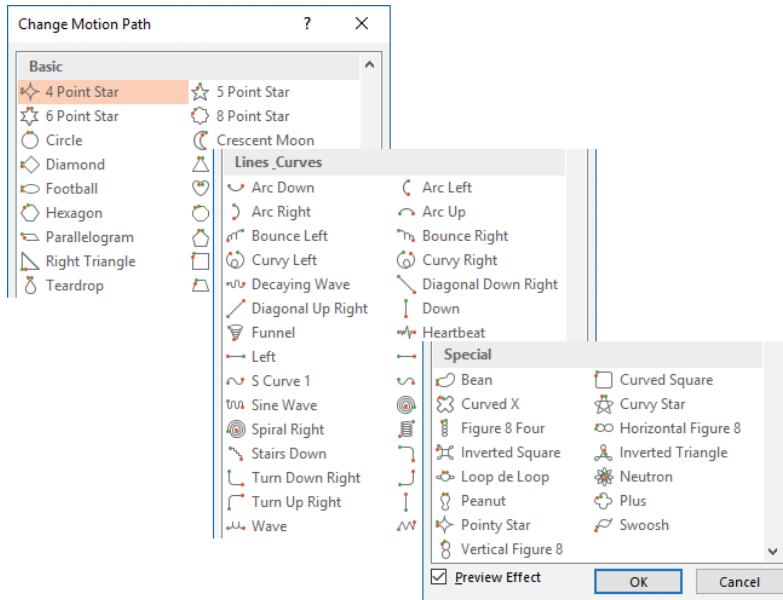 Change Motion Path ? ×
Basic
4 Point Star 5 Point Star
6 Point Star 8 Point Star
Circle Crescent Moon
Diamond
Football
Hexagon
Parallelogram
Right Triangle
Teardrop
Lines_Curves
Arc Down Arc Left
Arc Right Arc Up
Bounce Left Bounce Right
Curvy Left Curvy Right
Decaying Wave Diagonal Down Right
Diagonal Up Right Down
Funnel Heartbeat
Left
S Curve 1
Sine Wave
Spiral Right
Stairs Down
Turn Down Right
Turn Up Right
Wave
Special
Bean Curved Square
Curved X Curvy Star
Figure 8 Four Horizontal Figure 8
Inverted Square Inverted Triangle
Loop de Loop Neutron
Peanut Plus
Pointy Star Swoosh
Vertical Figure 8
Preview Effect OK Cancel